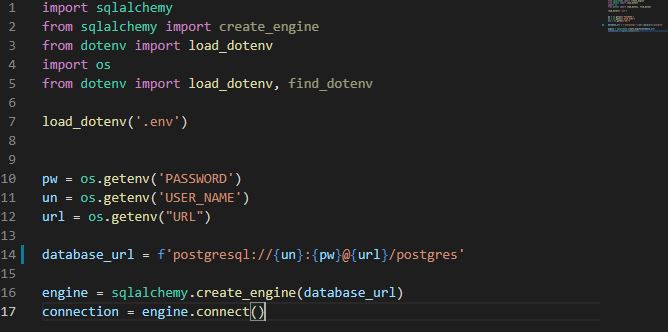 1 import sqlalchemy
2 from sqlalchemy import create_engine
3 from dotenv import load_dotenv
4 import os
5 from dotenv import load_dotenv, find_dotenv
6
7 load_dotenv('.env')
8
9
10 pw = os.getenv('PASSWORD')
11 un = os.getenv('USER_NAME')
12 url = os.getenv("URL")
13
14 database_url = f'postgresql://{un}:{pw}@{url}/postgres'
15
16 engine = sqlalchemy.create_engine(database_url)
17 connection = engine.connect()